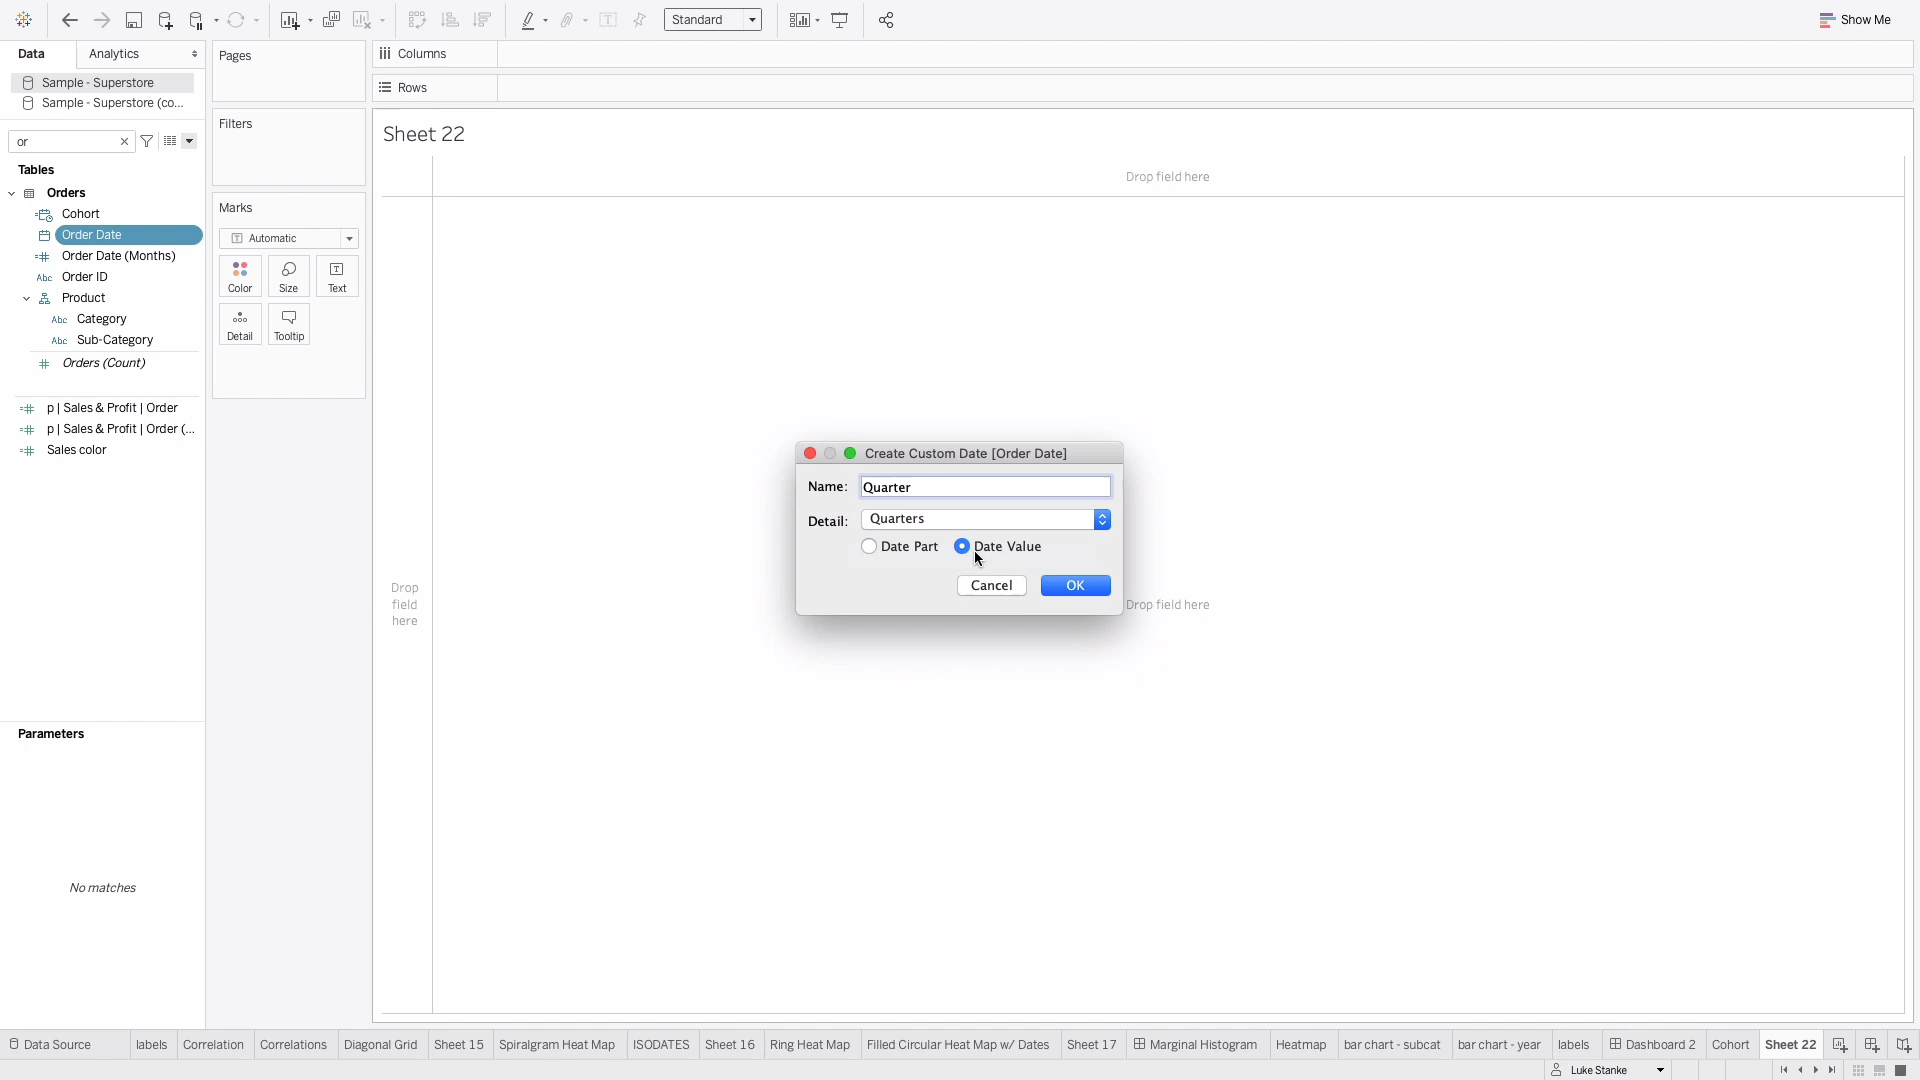 Standard
Show Me
Data
Analytics
Sample - Superstore
Sample - Superstore (co...
or
Tables
Orders
Cohort
Order Date
Order Date (Months)
Abc Order ID
Product
Abc Category
Abc Sub-Category
Orders (Count)
p | Sales & Profit | Order
p | Sales & Profit | Order (...
Sales color
Parameters
No matches
Pages
Filters
Marks
Automatic
Color
Size
Text
Detail
Tooltip
Columns
Rows
Sheet 22
Drop field here
Drop
field
here
Drop field here
Create Custom Date [Order Date]
Name: Quarter
Detail: Quarters
Date Part
Date Value
Cancel
OK
Data Source
labels
Correlation
Correlations
Diagonal Grid
Sheet 15
Spiralgram Heat Map
ISODATES
Sheet 16
Ring Heat Map
Filled Circular Heat Map w/ Dates
Sheet 17
Marginal Histogram
Heatmap
bar chart - subcat
bar chart - year
labels
Dashboard 2
Cohort
Sheet 22
Luke Stanke